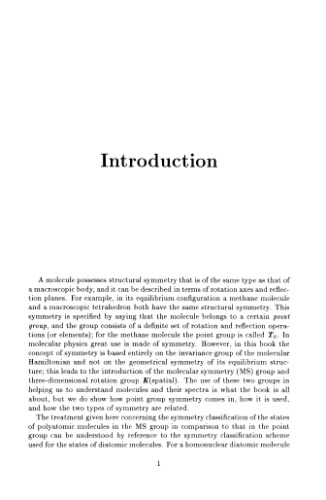 Introduction
A molecule possesses structural symmetry that is of the same type as that of
a macroscopic body, and it can be described in terms of rotation axes and reflec-
tion planes. For example, in its equilibrium configuration a methane molecule
and a macroscopic tetrahedron both have the same structural symmetry. This
symmetry is specified by saying that the molecule belongs to a certain point
group, and the group consists of a definite set of rotation and reflection opera-
tions (or elements); for the methane molecule the point group is called Td. In
molecular physics great use is made of symmetry. However, in this book the
concept of symmetry is based entirely on the invariance group of the molecular
Hamiltonian and not on the geometrical symmetry of its equilibrium struc-
ture; this leads to the introduction of the molecular symmetry (MS) group and
three-dimensional rotation group K(spatial). The use of these two groups in
helping us to understand molecules and their spectra is what the book is all
about, but we do show how point group symmetry comes in, how it is used,
and how the two types of symmetry are related.
The treatment given here concerning the symmetry classification of the states
of polyatomic molecules in the MS group in comparison to that in the point
group can be understood by reference to the symmetry classification scheme
used for the states of diatomic molecules. For a homonuclear diatomic molecule
1